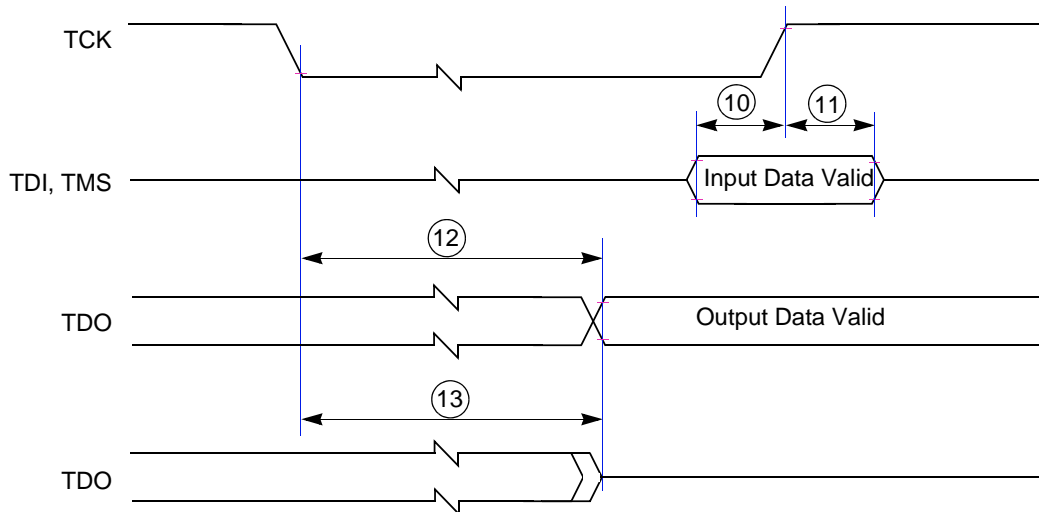 TCK
10
11
TDI, TMS
Input Data Valid
12
TDO
Output Data Valid
13
TDO